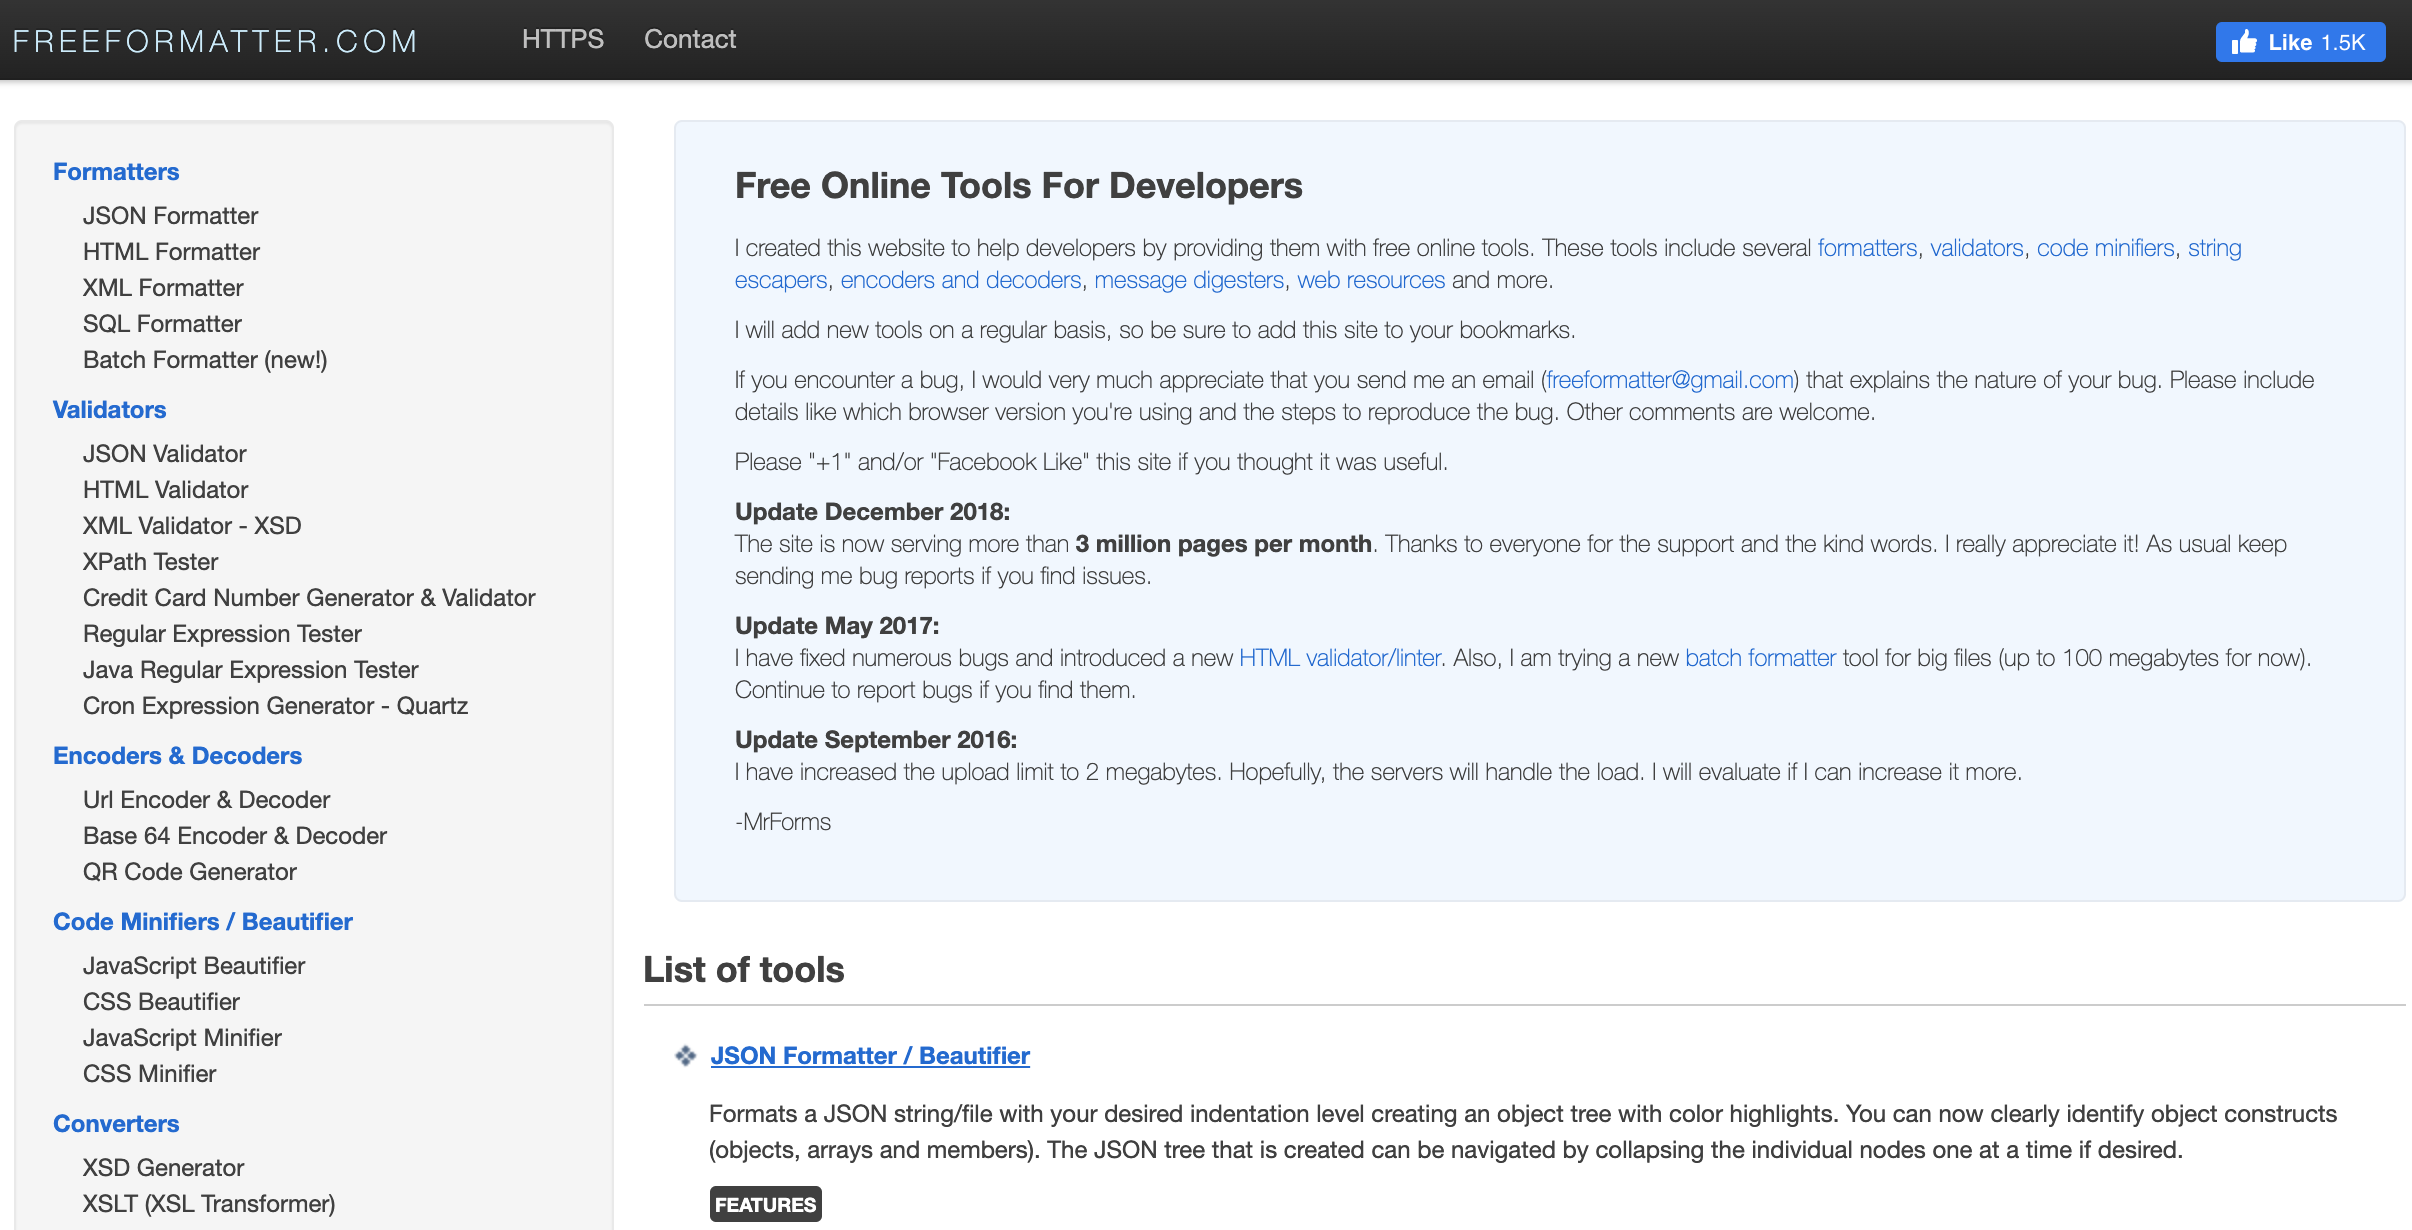 FREEFORMATTER.COM
HTTPS
Contact
Like 1.5K
Formatters
JSON Formatter
HTML Formatter
XML Formatter
SQL Formatter
Batch Formatter (new!)
Validators
JSON Validator
HTML Validator
XML Validator - XSD
XPath Tester
Credit Card Number Generator & Validator
Regular Expression Tester
Java Regular Expression Tester
Cron Expression Generator - Quartz
Encoders & Decoders
Url Encoder & Decoder
Base 64 Encoder & Decoder
QR Code Generator
Code Minifiers / Beautifier
JavaScript Beautifier
CSS Beautifier
JavaScript Minifier
CSS Minifier
Converters
XSD Generator
XSLT (XSL Transformer)
Free Online Tools For Developers
I created this website to help developers by providing them with free online tools. These tools include several formatters, validators, code minifiers, string
escapers, encoders and decoders, message digesters, web resources and more.
I will add new tools on a regular basis, so be sure to add this site to your bookmarks.
If you encounter a bug, I would very much appreciate that you send me an email (freeformatter@gmail.com) that explains the nature of your bug. Please include
details like which browser version you're using and the steps to reproduce the bug. Other comments are welcome.
Please "+1" and/or "Facebook Like" this site if you thought it was useful.
Update December 2018:
The site is now serving more than 3 million pages per month. Thanks to everyone for the support and the kind words. I really appreciate it! As usual keep
sending me bug reports if you find issues.
Update May 2017:
I have fixed numerous bugs and introduced a new HTML validator/linter. Also, I am trying a new batch formatter tool for big files (up to 100 megabytes for now).
Continue to report bugs if you find them.
Update September 2016:
I have increased the upload limit to 2 megabytes. Hopefully, the servers will handle the load. I will evaluate if I can increase it more.
-MrForms
List of tools
JSON Formatter / Beautifier
Formats a JSON string/file with your desired indentation level creating an object tree with color highlights. You can now clearly identify object constructs
(objects, arrays and members). The JSON tree that is created can be navigated by collapsing the individual nodes one at a time if desired.
FEATURES